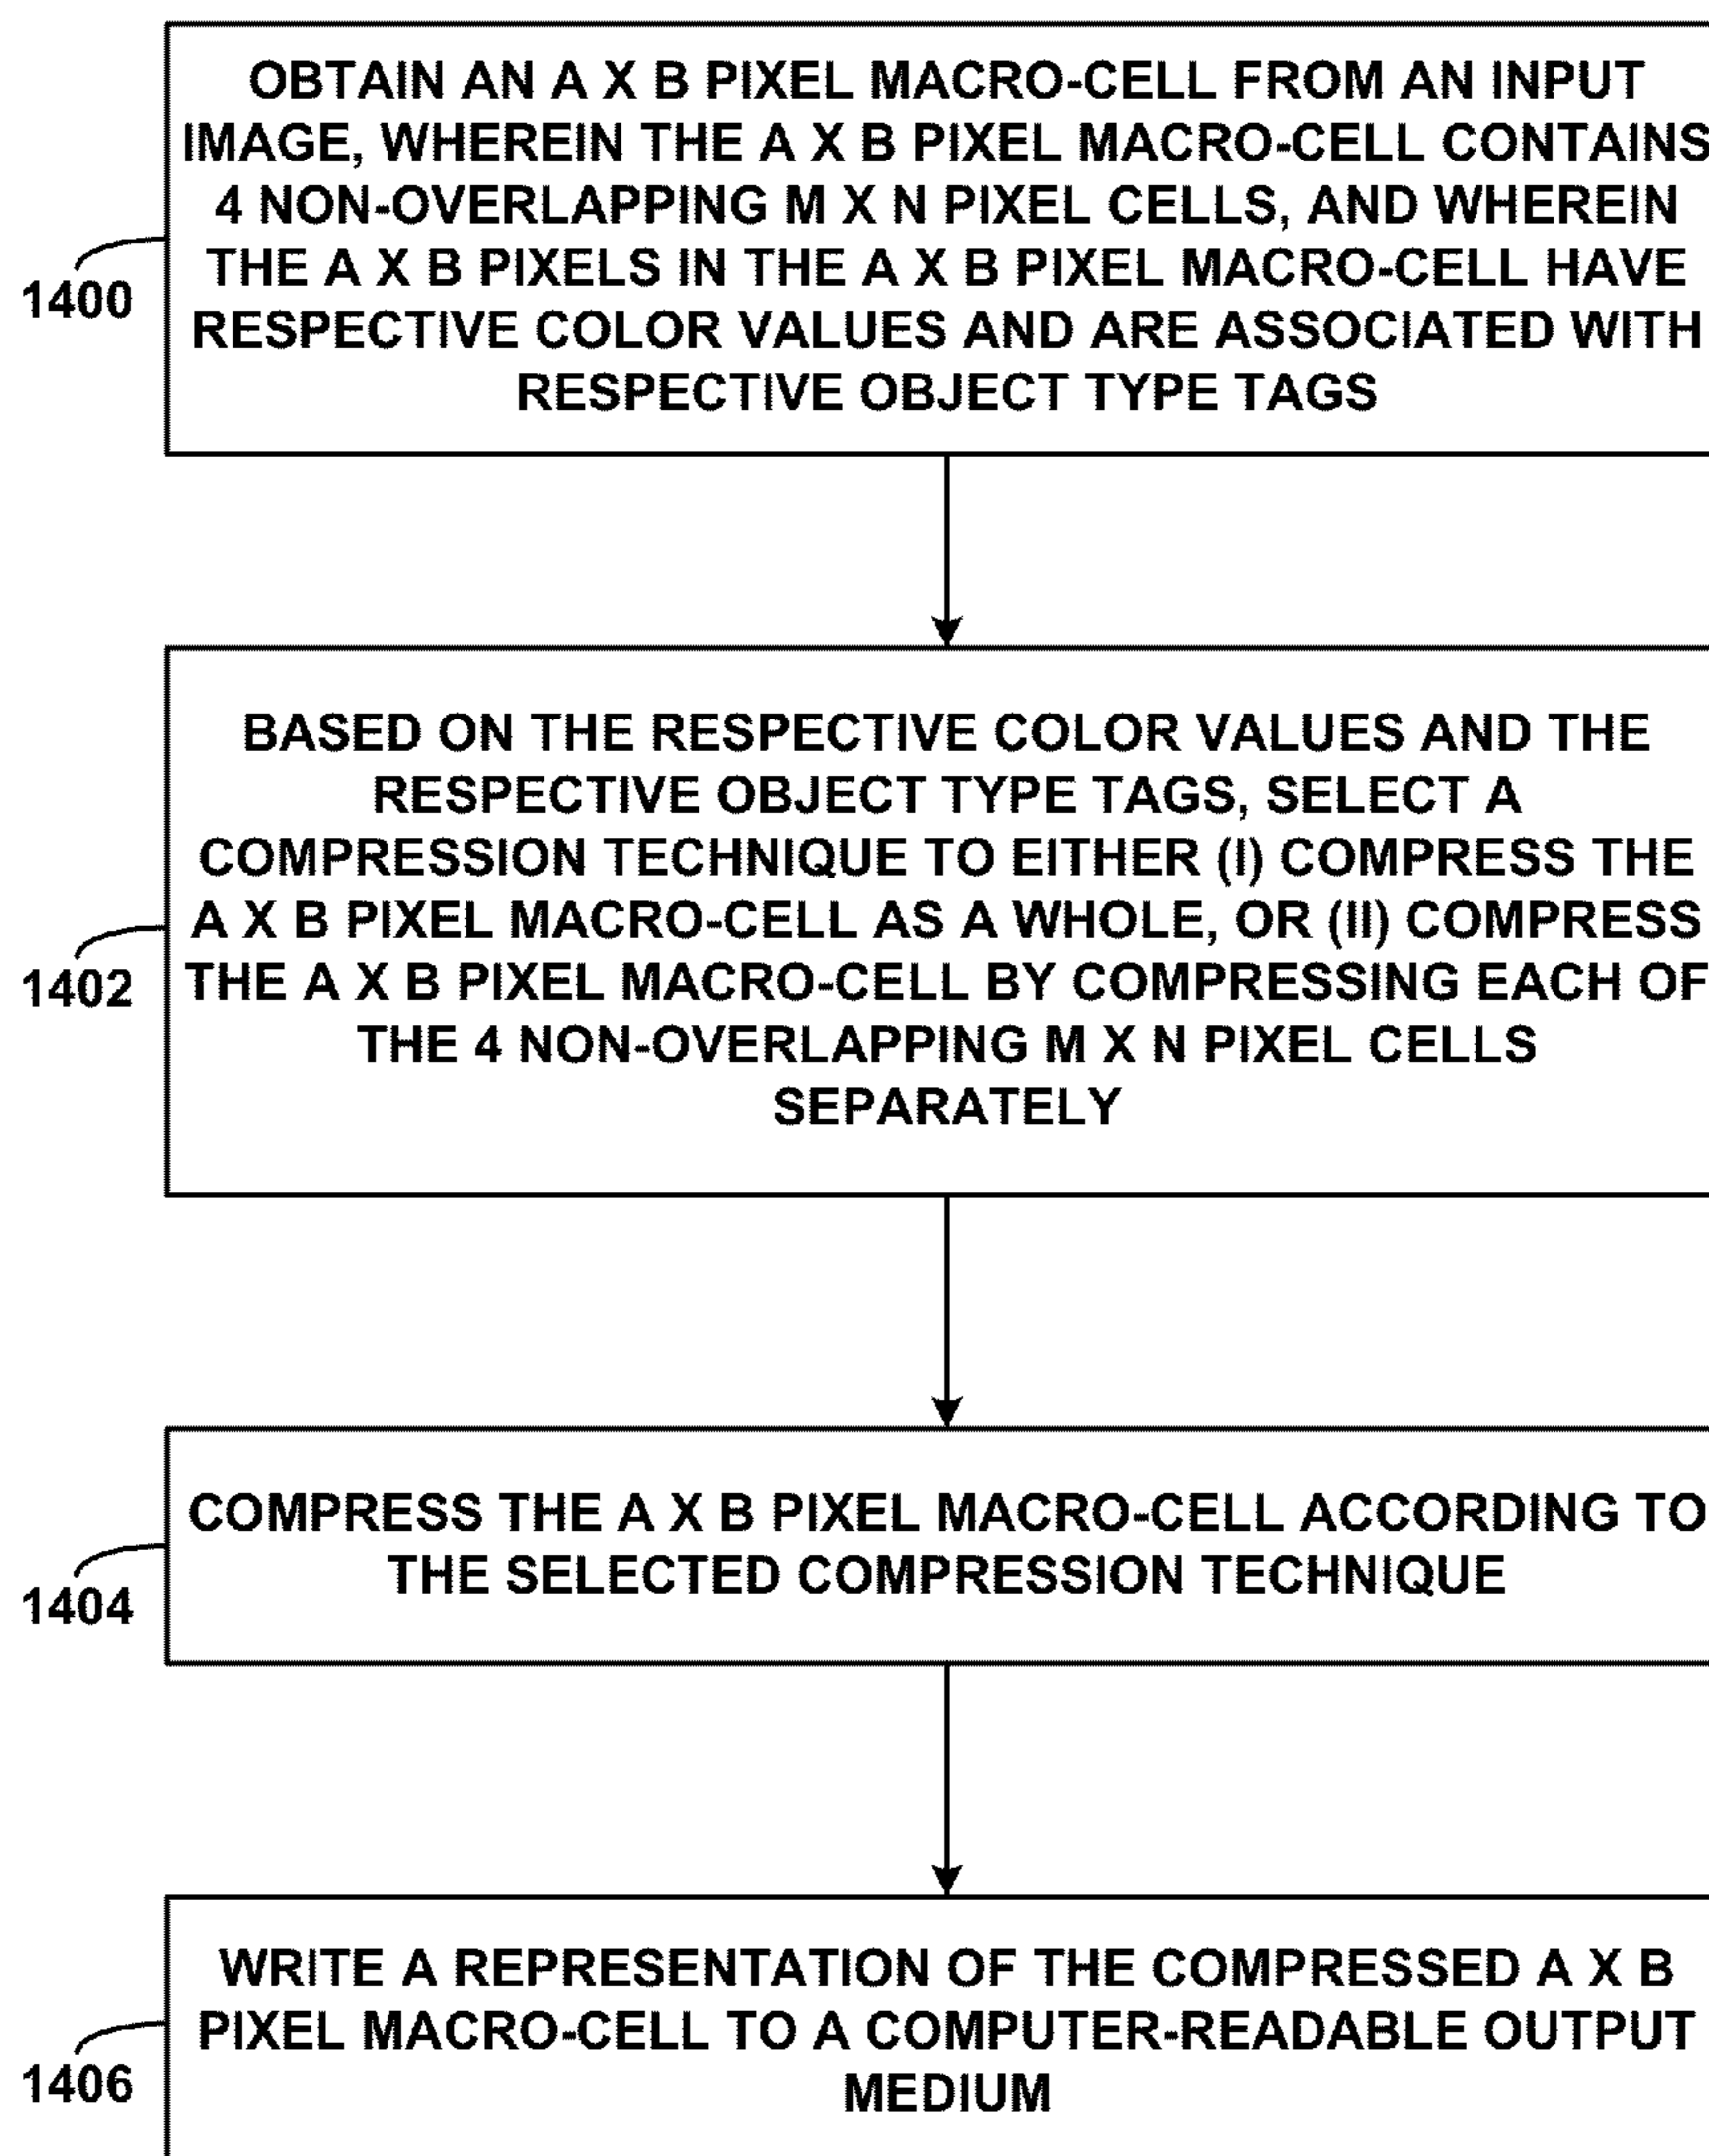 OBTAIN AN A X B PIXEL MACRO-CELL FROM AN INPUT
IMAGE, WHEREIN THE A X B PIXEL MACRO-CELL CONTAINS
4 NON-OVERLAPPING M X N PIXEL CELLS, AND WHEREIN
THE A X B PIXELS IN THE A X B PIXEL MACRO-CELL HAVE
RESPECTIVE COLOR VALUES AND ARE ASSOCIATED WITH
RESPECTIVE OBJECT TYPE TAGS
1400
BASED ON THE RESPECTIVE COLOR VALUES AND THE
RESPECTIVE OBJECT TYPE TAGS, SELECT A
COMPRESSION TECHNIQUE TO EITHER (I) COMPRESS THE
A X B PIXEL MACRO-CELL AS A WHOLE, OR (II) COMPRESS
THE A X B PIXEL MACRO-CELL BY COMPRESSING EACH OF
THE 4 NON-OVERLAPPING M X N PIXEL CELLS
SEPARATELY
1402
COMPRESS THE A X B PIXEL MACRO-CELL ACCORDING TO
THE SELECTED COMPRESSION TECHNIQUE
1404
WRITE A REPRESENTATION OF THE COMPRESSED A X B
PIXEL MACRO-CELL TO A COMPUTER-READABLE OUTPUT
MEDIUM
1406